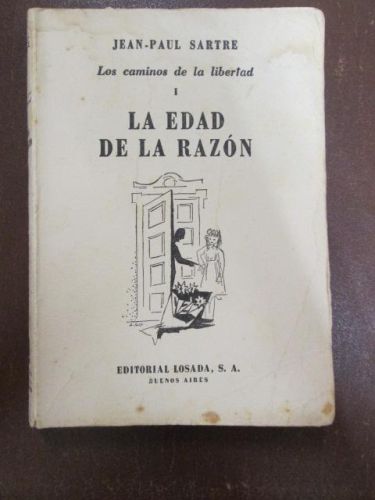 JEAN-PAUL SARTRE
Los caminos de la libertad
I
LA EDAD
DE LA RAZÓN
EDITORIAL LOSADA, S. A.
BUENOS AIRES